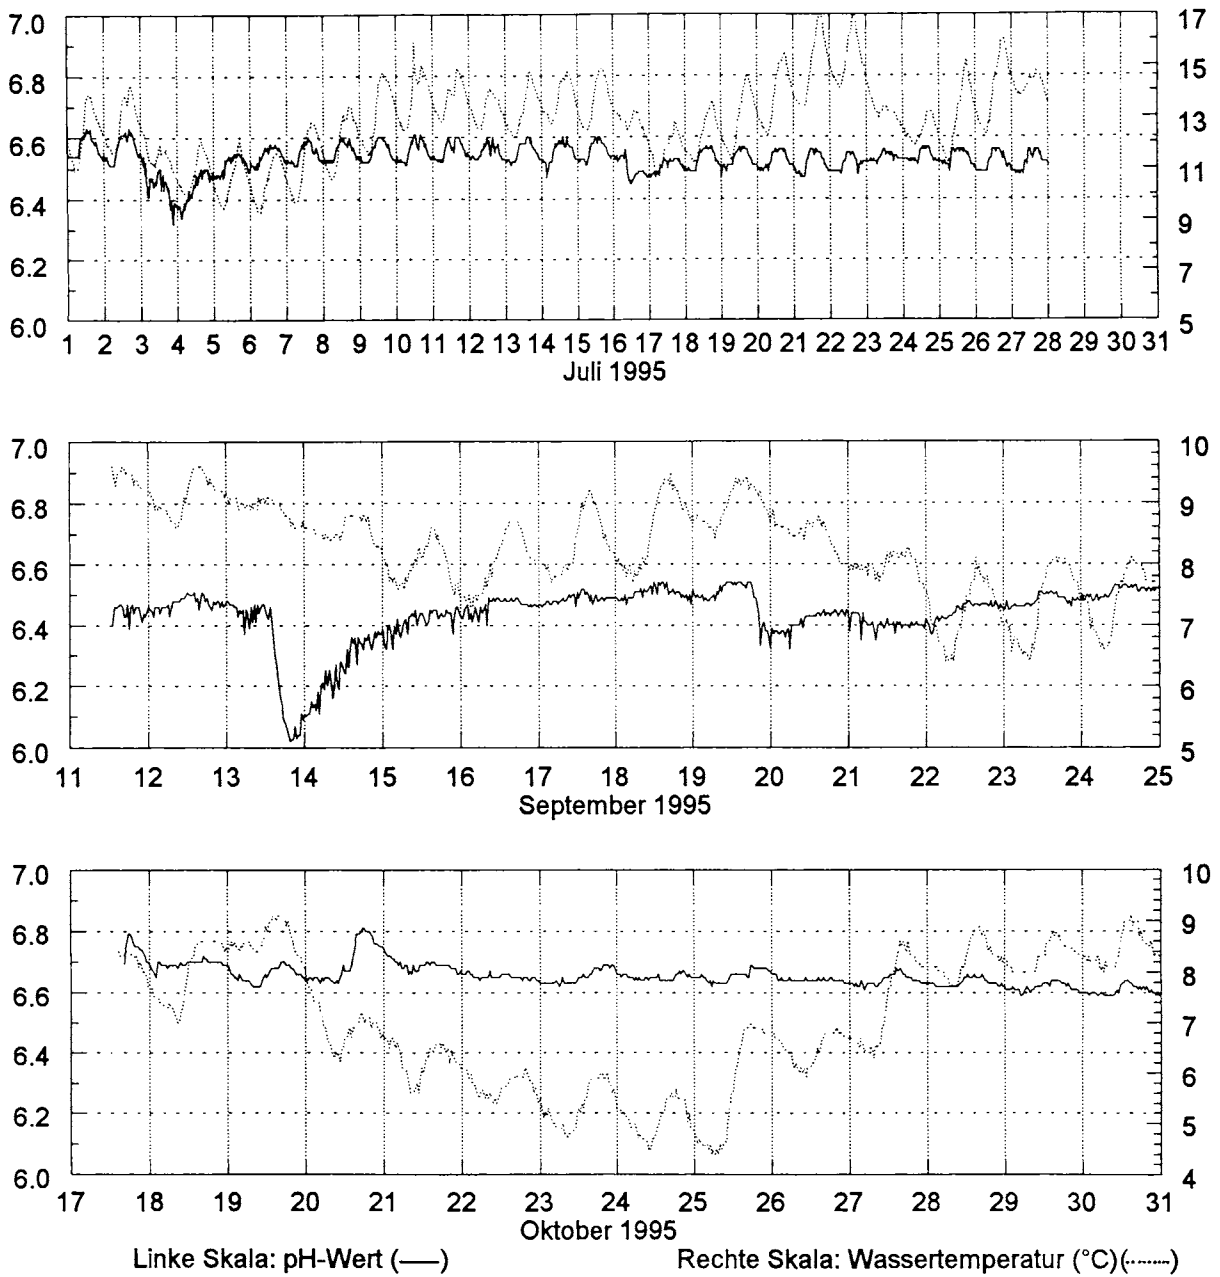 7.0 17
6.8 15
6.6 13
11
6.4 9
6.2 7
6.0 5
1 2 3 4 5 6 7 8 9 10 11 12 13 14 15 16 17 18 19 20 21 22 23 24 25 26 27 28 29 30 31
Juli 1995
7.0 10
6.8 9
6.6 8
6.4 7
6.2 6
6.0 5
11 12 13 14 15 16 17 18 19 20 21 22 23 24 25
September 1995
7.0 10
6.8 9
8
6.6 7
6.4 6
6.2 5
6.0 4
17 18 19 20 21 22 23 24 25 26 27 28 29 30 31
Oktober 1995
Linke Skala: pH-Wert (——) Rechte Skala: Wassertemperatur (°C)(········)